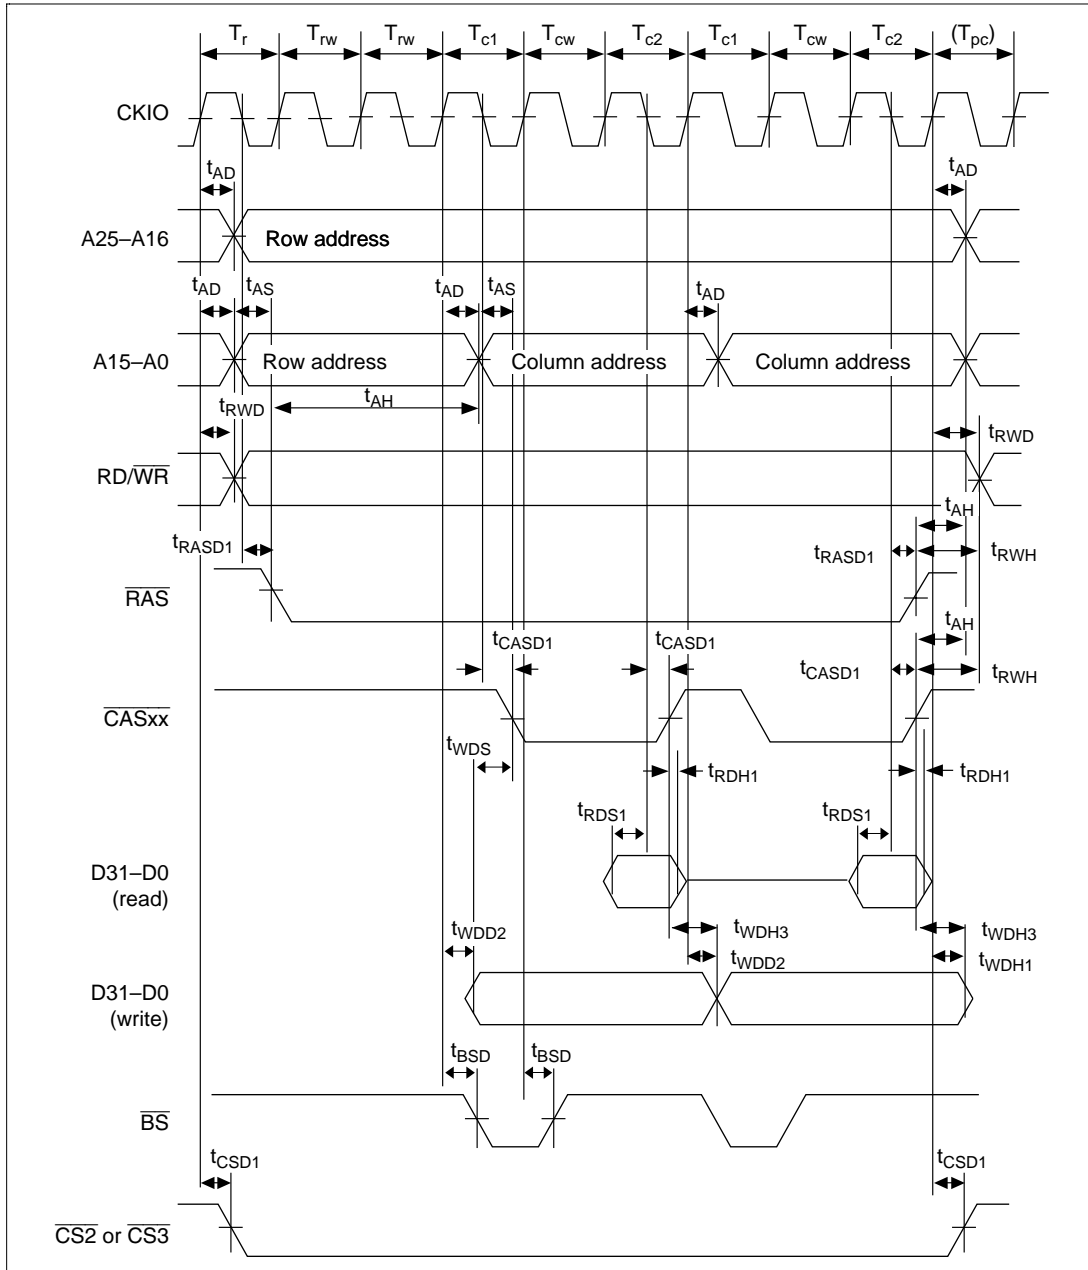 Tr Trw Trw Tc1 Tcw Tc2 Tc1 Tcw Tc2 (Tpc)
CKIO
tAD tAD
A25–A16 Row address
tAD tAS tAD tAS tAD
A15–A0 Row address Column address Column address
tAH
tRWD tRWD
RD/WR
tAH
tRASD1 tRASD1 tRWH
RAS
tAH
tCASD1 tCASD1 tCASD1 tRWH
CASxx
tWDS tRDH1 tRDH1
tRDS1 tRDS1
D31–D0
(read)
tWDD2 tWDH3 tWDH3
tWDD2 tWDH1
D31–D0
(write)
tBSD tBSD
BS
tCSD1 tCSD1
CS2 or CS3